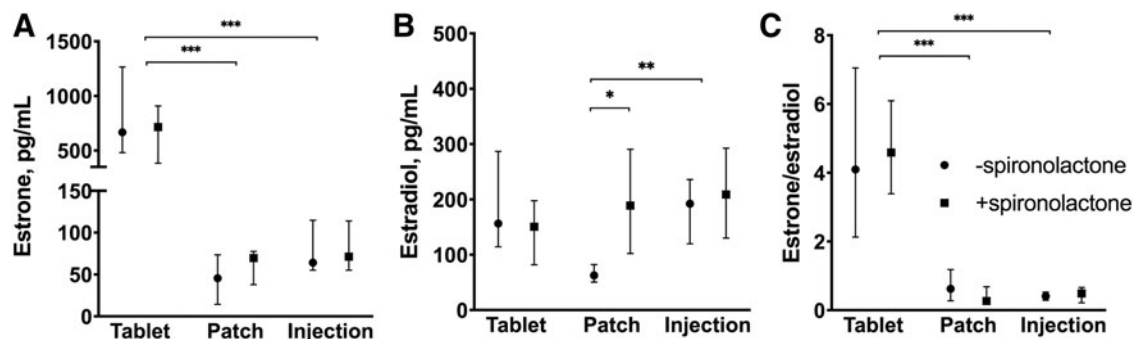 A
***
***
1500
1000
500
150
100
50
0
Estrone, pg/mL
Tablet Patch Injection
B
**
*
500
400
300
200
100
0
Estradiol, pg/mL
Tablet Patch Injection
C
***
***
8
6
4
2
0
Estrone/estradiol
-spironolactone
+spironolactone
Tablet Patch Injection